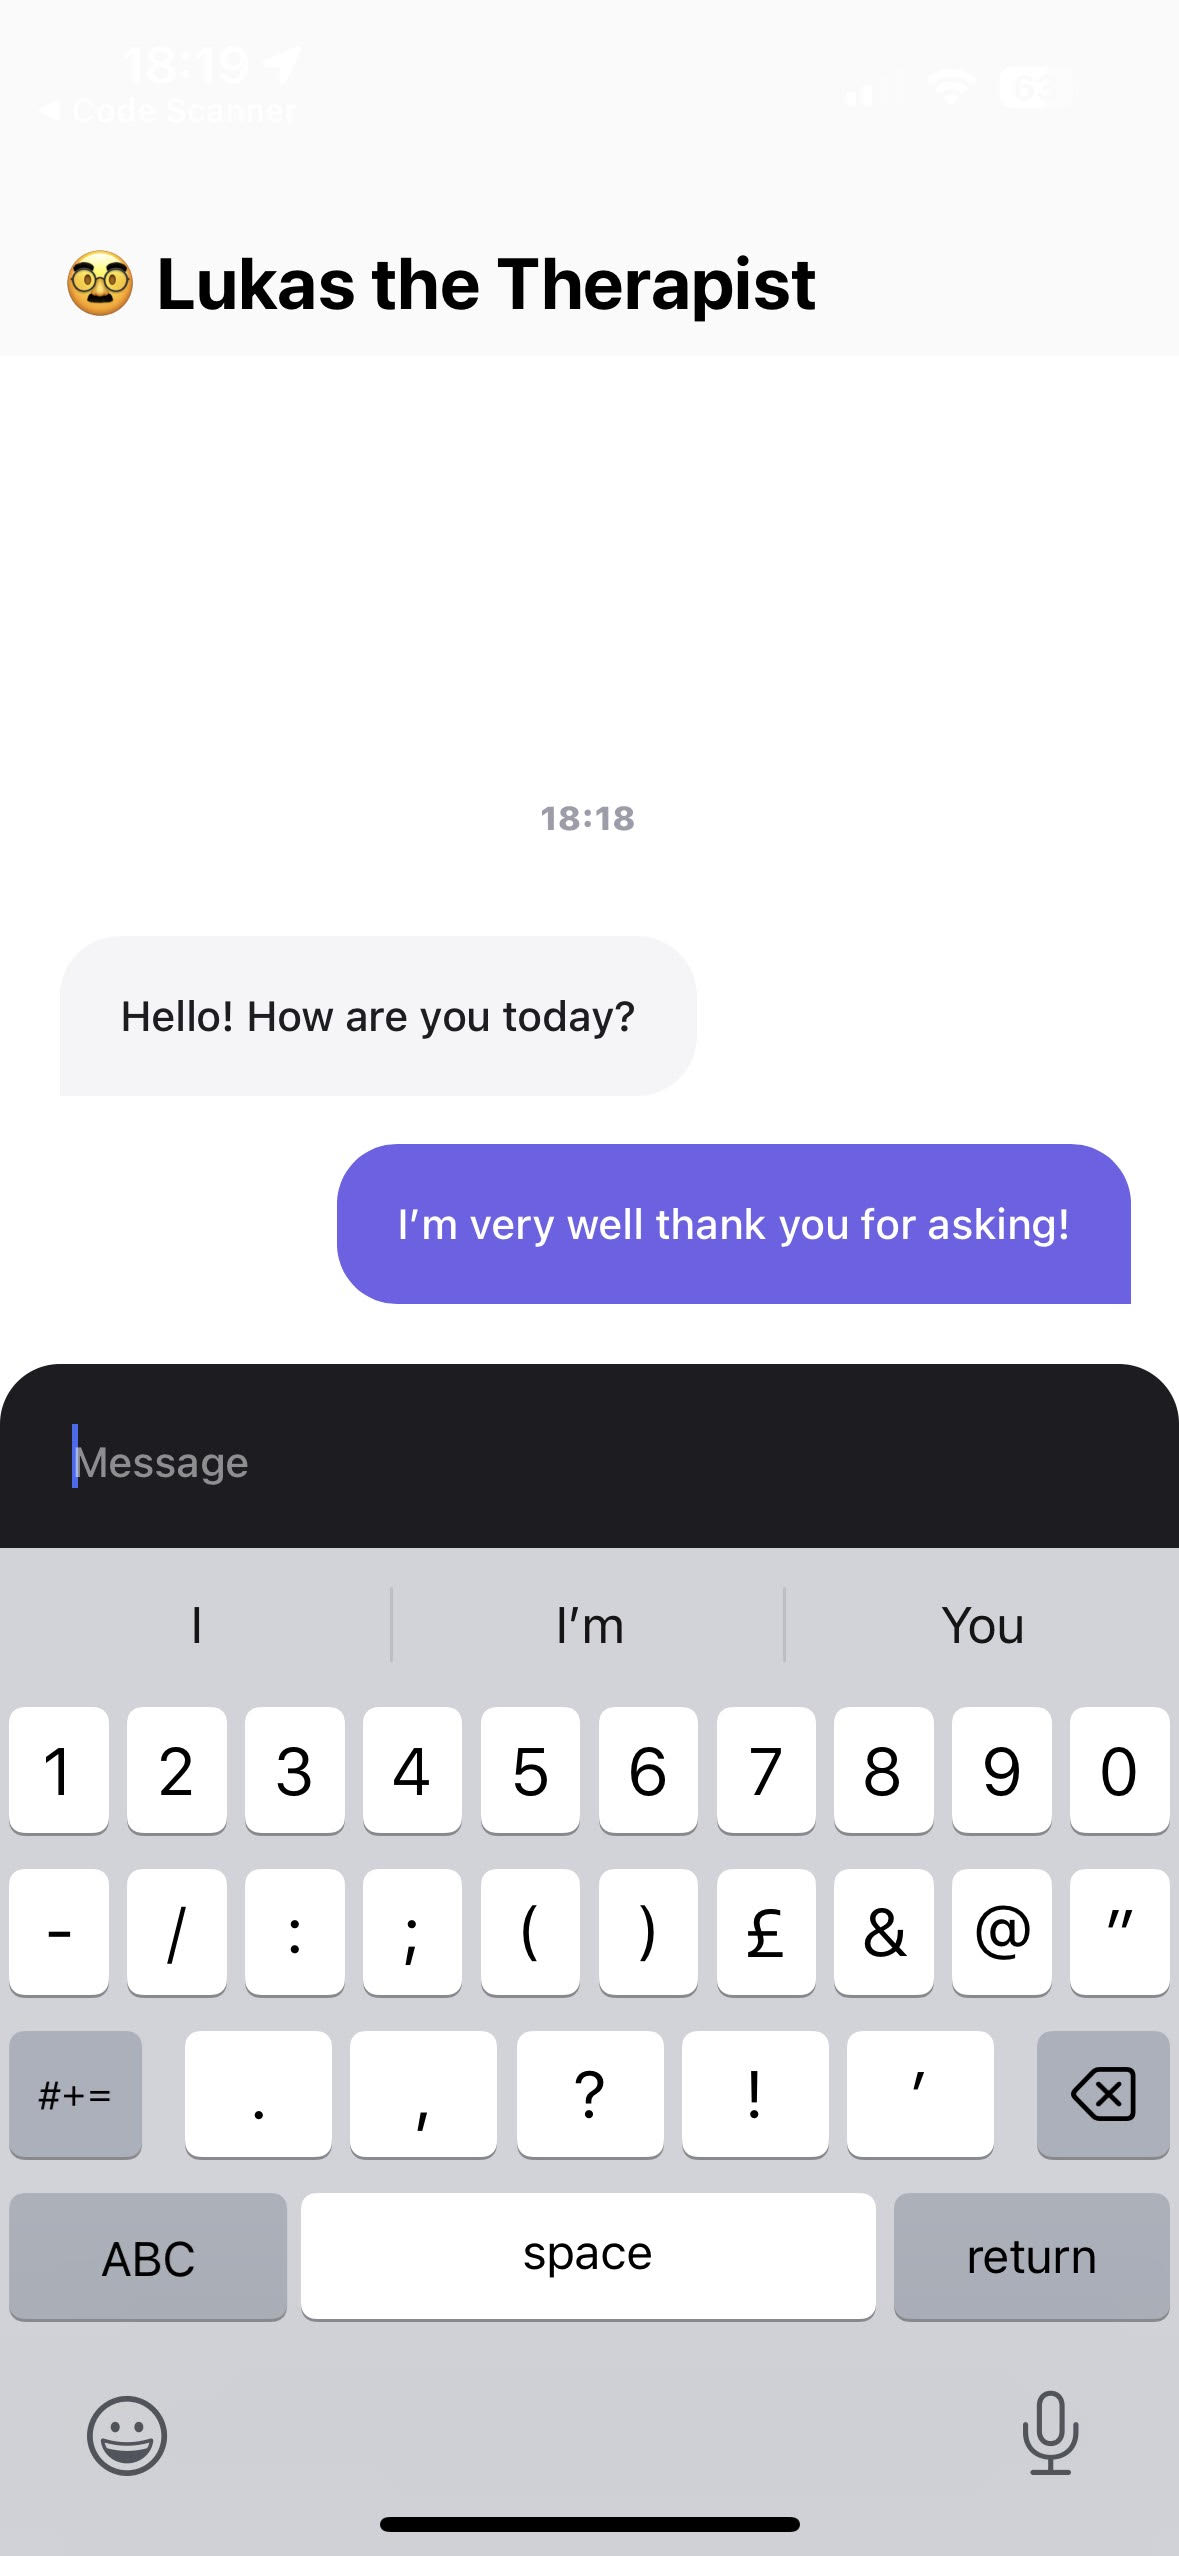 18:19
Code Scanner
63
🥸 Lukas the Therapist
18:18
Hello! How are you today?
I’m very well thank you for asking!
Message
I I’m You
1 2 3 4 5 6 7 8 9 0
- / : ; ( ) £ & @ "
#+= . , ? ! ’
ABC space return